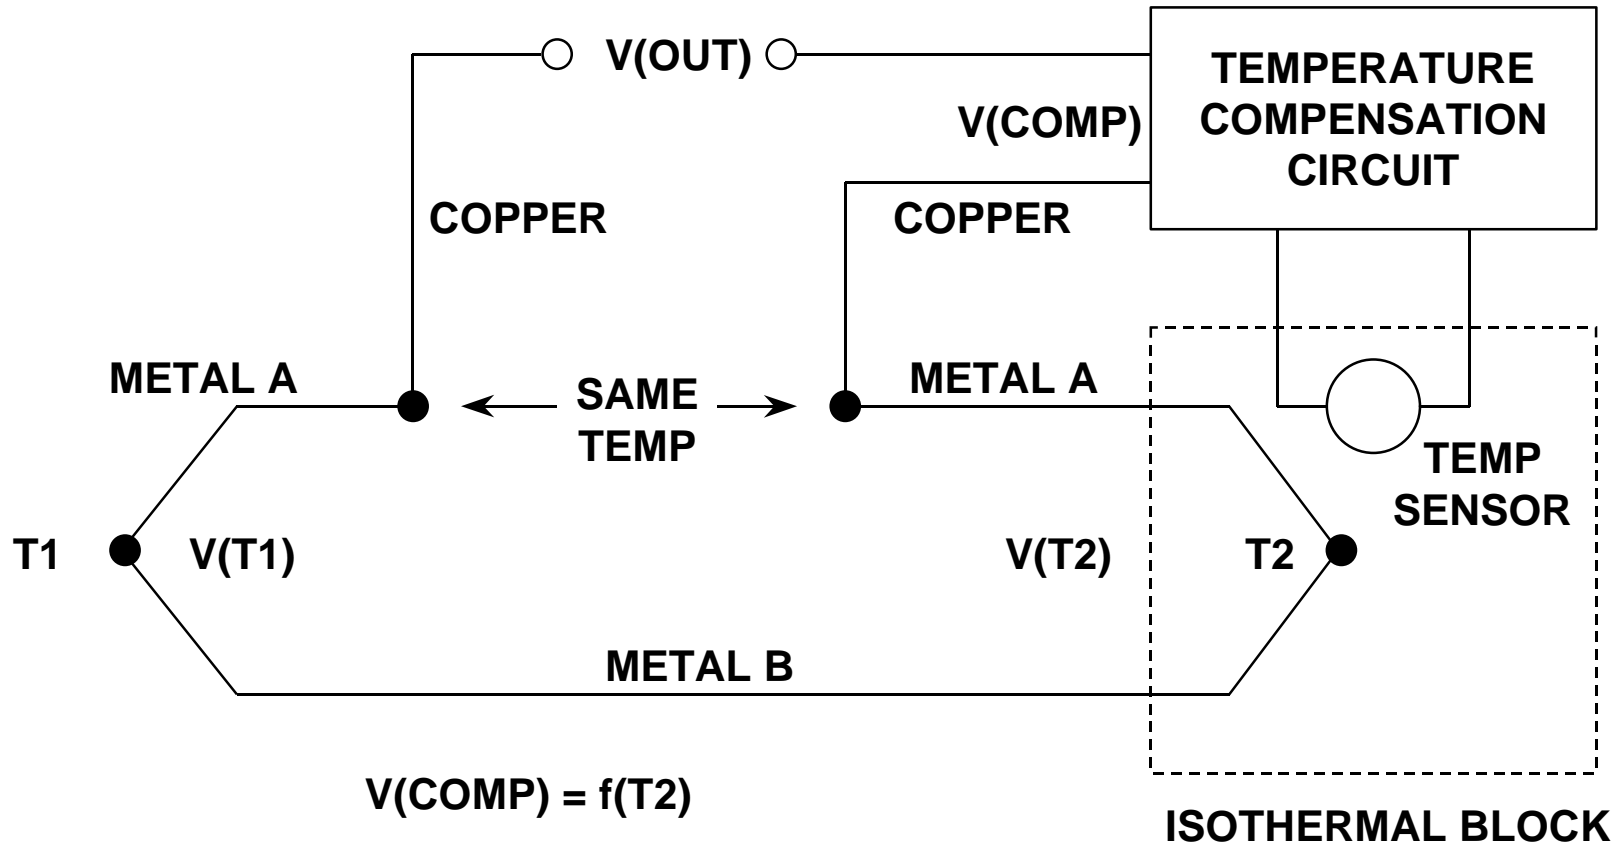 V(OUT)
TEMPERATURE
COMPENSATION
CIRCUIT
V(COMP)
COPPER
COPPER
METAL A
SAME
TEMP
METAL A
TEMP
SENSOR
T1
V(T1)
V(T2)
T2
METAL B
V(COMP) = f(T2)
ISOTHERMAL BLOCK